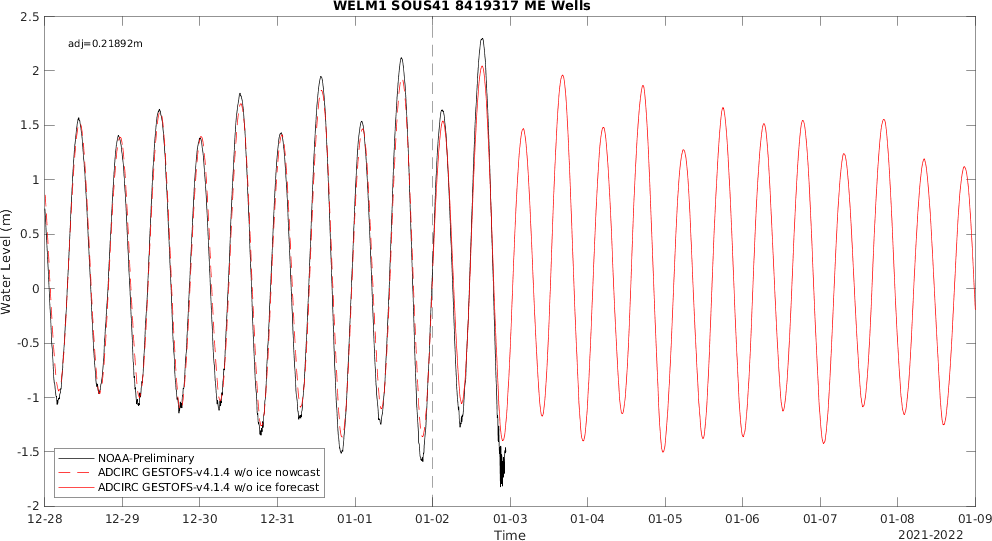 WELM1 SOUS41 8419317 ME Wells
adj=0.21892m
Water Level (m)
2.5
2
1.5
1
0.5
0
-0.5
-1
-1.5
-2
NOAA-Preliminary
ADCIRC GESTOFS-v4.1.4 w/o ice nowcast
ADCIRC GESTOFS-v4.1.4 w/o ice forecast
12-28 12-29 12-30 12-31 01-01 01-02 01-03 01-04 01-05 01-06 01-07 01-08 01-09
Time
2021-2022